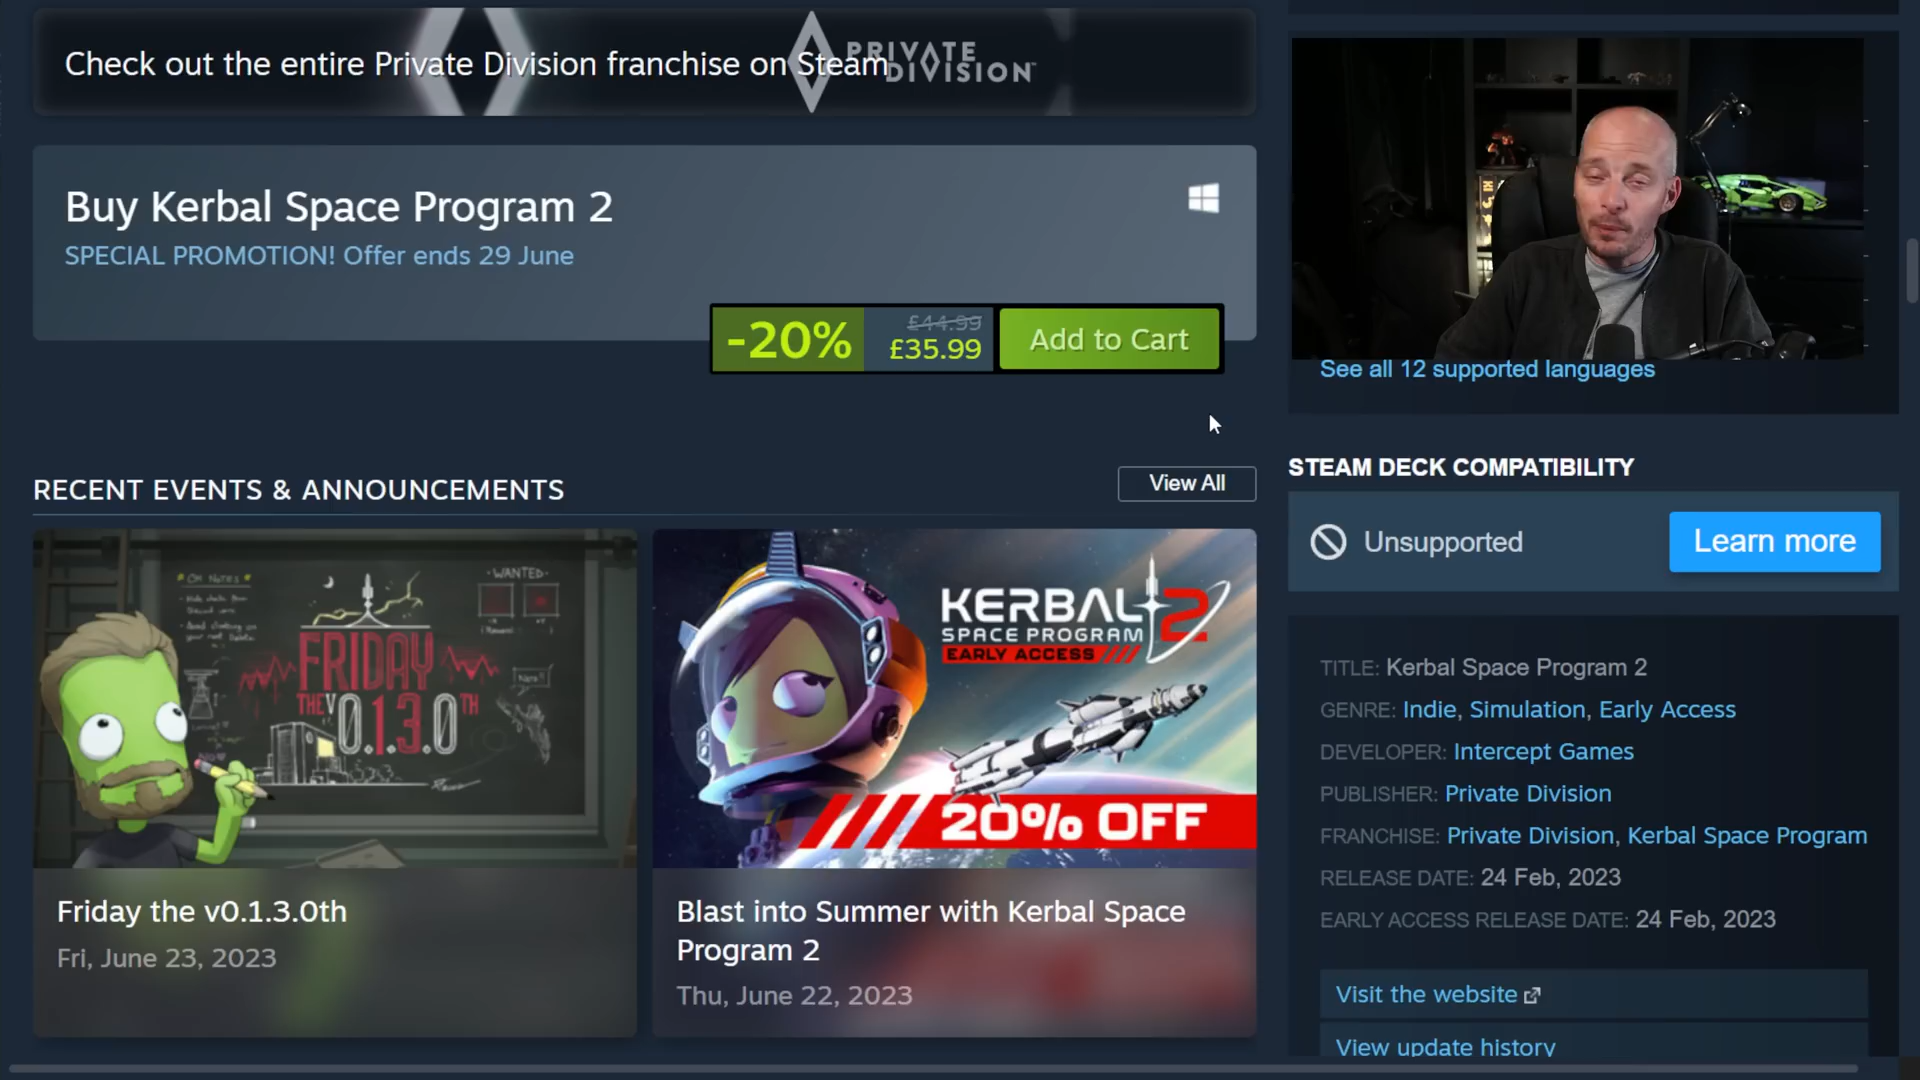 Check out the entire Private Division franchise on Steam
PRIVATE
DIVISION
Buy Kerbal Space Program 2
SPECIAL PROMOTION! Offer ends 29 June
-20%
£44.99
£35.99
Add to Cart
See all 12 supported languages
RECENT EVENTS & ANNOUNCEMENTS
View All
WANTED
FRIDAY
THE V0.1.3.0TH
Friday the v0.1.3.0th
Fri, June 23, 2023
KERBAL 2
SPACE PROGRAM
EARLY ACCESS
20% OFF
Blast into Summer with Kerbal Space
Program 2
Thu, June 22, 2023
STEAM DECK COMPATIBILITY
Unsupported
Learn more
TITLE: Kerbal Space Program 2
GENRE: Indie, Simulation, Early Access
DEVELOPER: Intercept Games
PUBLISHER: Private Division
FRANCHISE: Private Division, Kerbal Space Program
RELEASE DATE: 24 Feb, 2023
EARLY ACCESS RELEASE DATE: 24 Feb, 2023
Visit the website
View update history